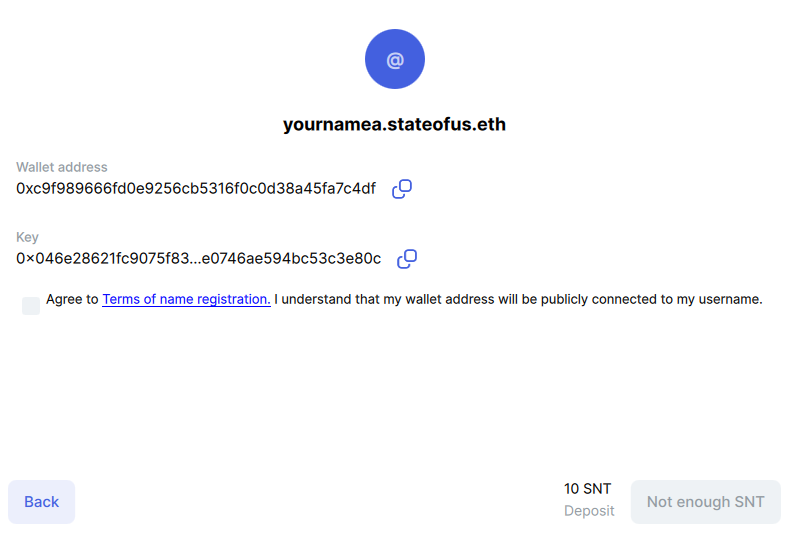 @
yournamea.stateofus.eth
Wallet address
0xc9f989666fd0e9256cb5316f0c0d38a45fa7c4df
Key
0×046e28621fc9075f83...e0746ae594bc53c3e80c
Agree to Terms of name registration. I understand that my wallet address will be publicly connected to my username.
Back
10 SNT
Deposit
Not enough SNT